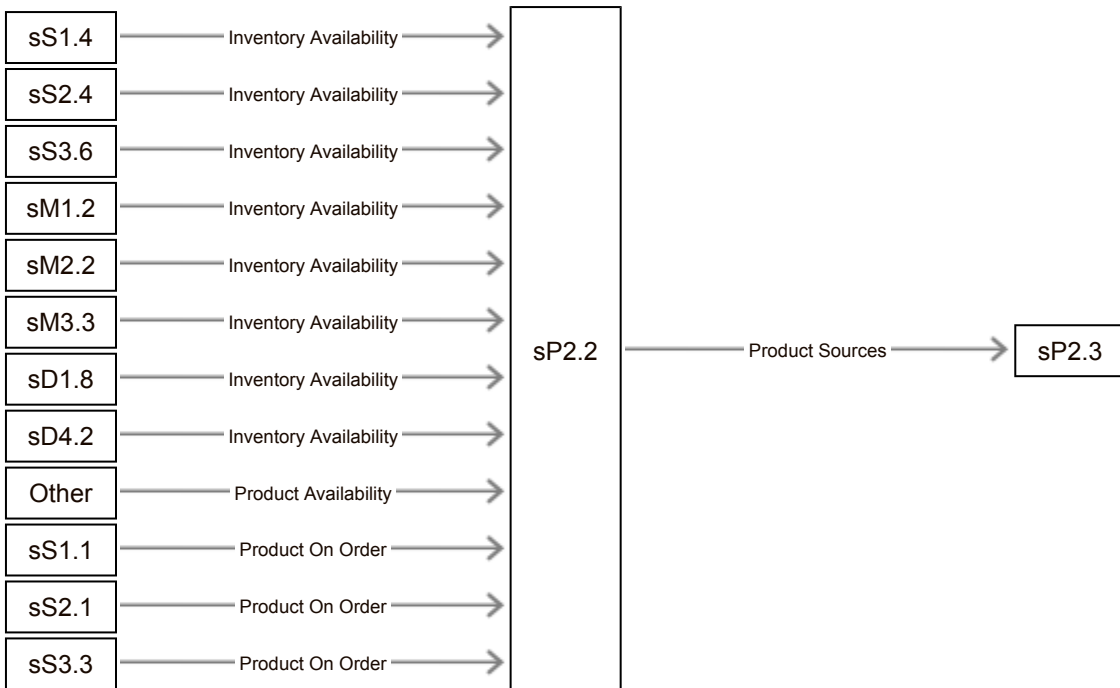 sS1.4 Inventory Availability
sS2.4 Inventory Availability
sS3.6 Inventory Availability
sM1.2 Inventory Availability
sM2.2 Inventory Availability
sM3.3 Inventory Availability
sP2.2 Product Sources sP2.3
sD1.8 Inventory Availability
sD4.2 Inventory Availability
Other Product Availability
sS1.1 Product On Order
sS2.1 Product On Order
sS3.3 Product On Order